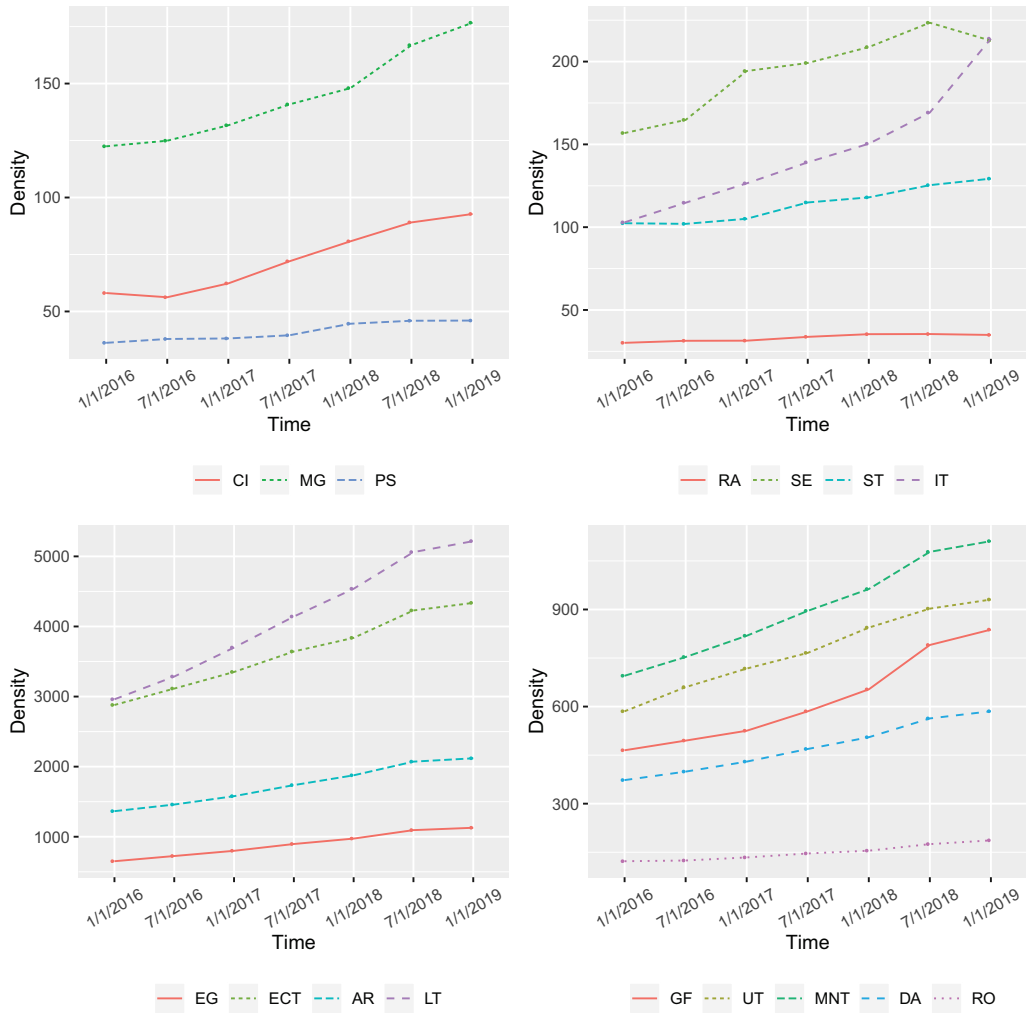 Density
150
100
50
1/1/2016 7/1/2016 1/1/2017 7/1/2017 1/1/2018 7/1/2018 1/1/2019
Time
CI MG PS
Density
200
150
100
50
1/1/2016 7/1/2016 1/1/2017 7/1/2017 1/1/2018 7/1/2018 1/1/2019
Time
RA SE ST IT
Density
5000
4000
3000
2000
1000
1/1/2016 7/1/2016 1/1/2017 7/1/2017 1/1/2018 7/1/2018 1/1/2019
Time
EG ECT AR LT
Density
900
600
300
1/1/2016 7/1/2016 1/1/2017 7/1/2017 1/1/2018 7/1/2018 1/1/2019
Time
GF UT MNT DA RO